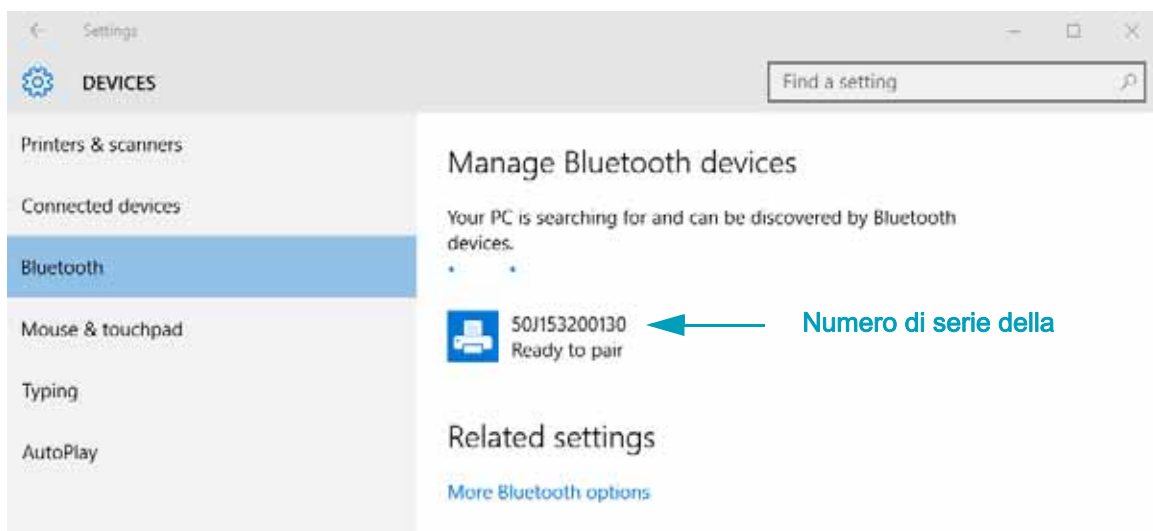 Settings
DEVICES
Find a setting
Printers & scanners
Connected devices
Bluetooth
Mouse & touchpad
Typing
AutoPlay
Manage Bluetooth devices
Your PC is searching for and can be discovered by Bluetooth
devices.
50J153200130
Ready to pair
Numero di serie della
Related settings
More Bluetooth options